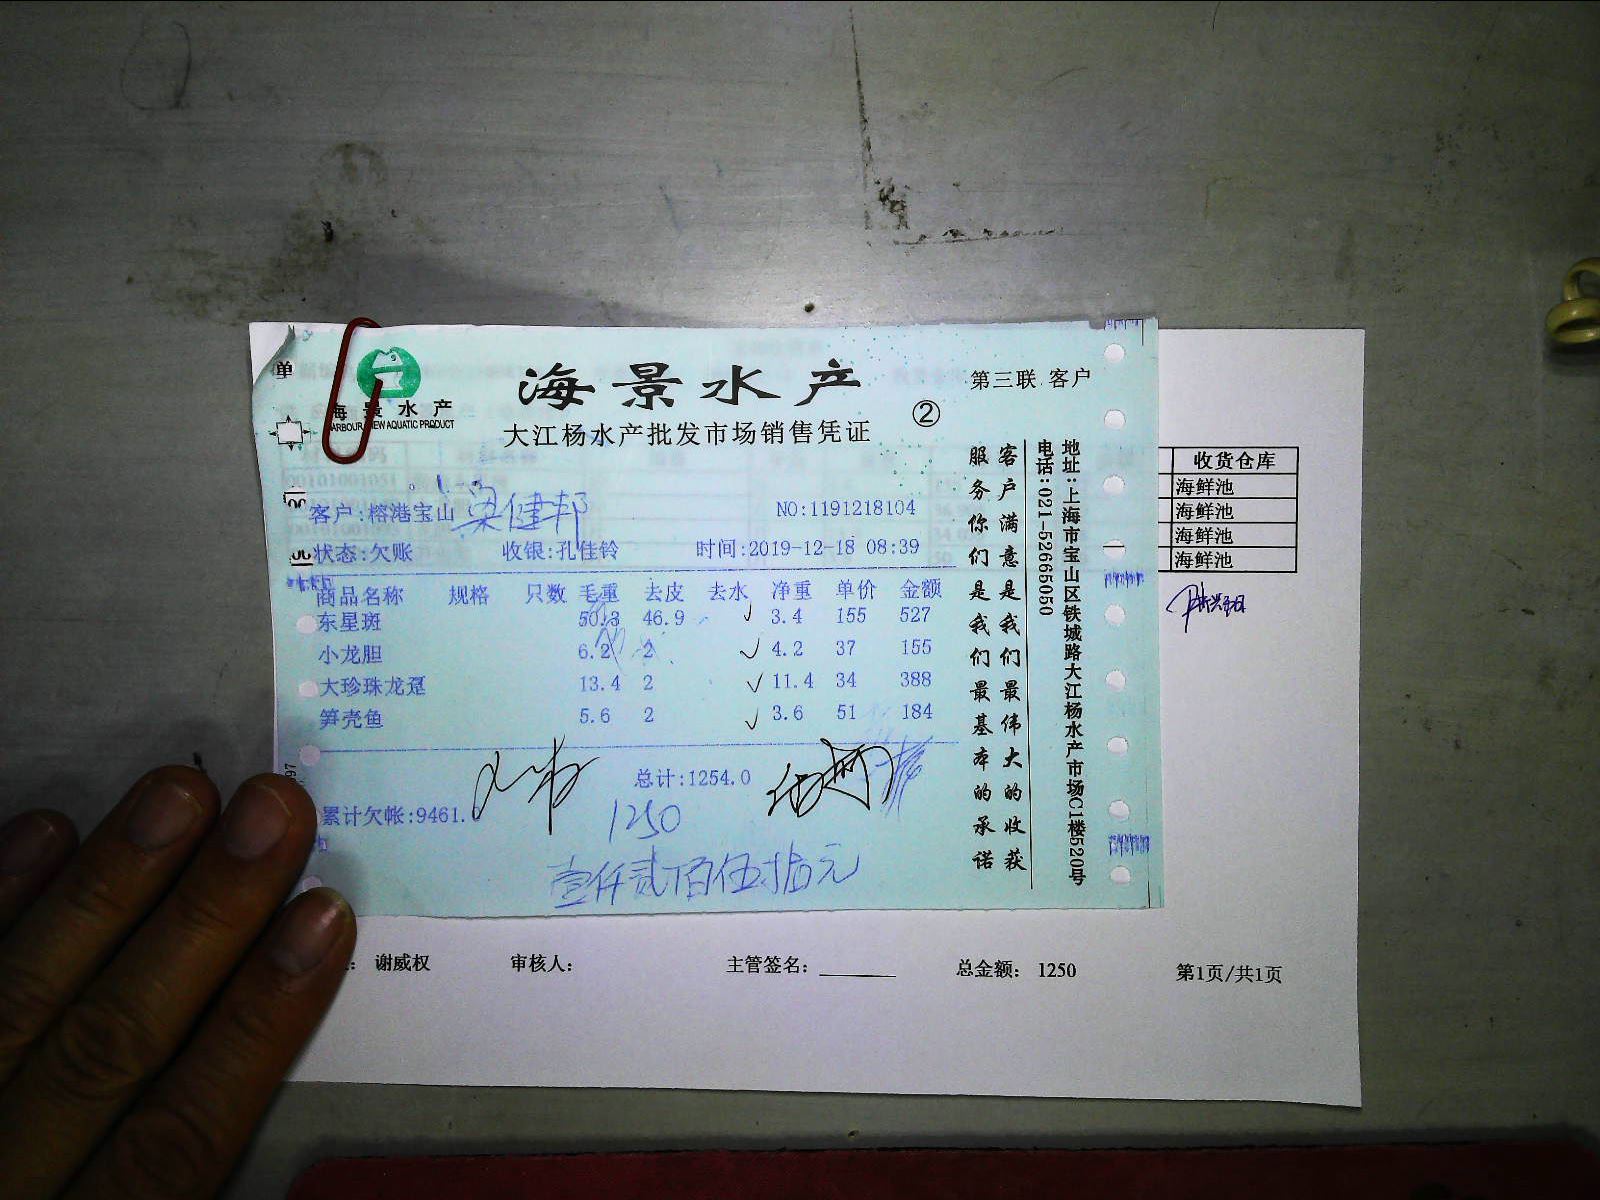 单
海景水产
HARBOUR VIEW AQUATIC PRODUCT
海景水产
第三联 客户
大江杨水产批发市场销售凭证
②
客户:榕港宝山 梁健邦
NO:1191218104
状态:欠账 收银:孔佳铃 时间:2019-12-18 08:39
商品名称 规格 只数 毛重 去皮 去水 净重 单价 金额
东星斑 50.3 46.9 3.4 155 527
小龙胆 6.2 2 4.2 37 155
大珍珠龙趸 13.4 2 11.4 34 388
笋壳鱼 5.6 2 3.6 51 184
总计:1254.0
累计欠帐:9461.0
1250
壹仟贰佰伍拾元
客户满意是我们最伟大的收获
服务你们是我们最基本的承诺
地址:上海市宝山区铁城路大江杨水产市场C1楼520号
电话:021-52665050
收货仓库
海鲜池
海鲜池
海鲜池
海鲜池
谢威权 审核人: 主管签名: 总金额: 1250 第1页/共1页